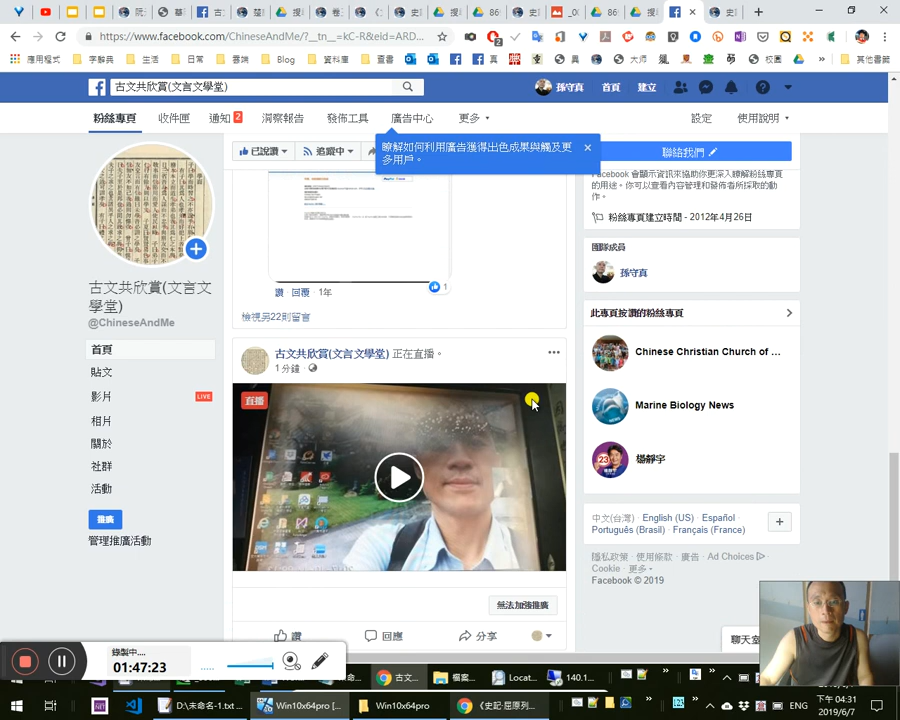 https://www.facebook.com/ChineseAndMe/?__tn__=kC-R&eid=ARD...
應用程式
字辭典
生活
日常
雲端
Blog
資料庫
查書
真
大師
校園
其他書籤
古文共欣賞(文言文學堂)
孫守真
首頁
建立
粉絲專頁
收件匣
通知 2
洞察報告
發佈工具
廣告中心
更多
設定
使用說明
瞭解如何利用廣告獲得出色成果與觸及更
多用戶。
已說讚
追蹤中
聯絡我們
Facebook 會顯示資訊來協助你更深入瞭解粉絲專頁
的用途。你可以查看內容管理和發佈者所採取的動
作。
粉絲專頁建立時間 - 2012年4月26日
團隊成員
孫守真
此專頁按讚的粉絲專頁
Chinese Christian Church of ...
Marine Biology News
楊靜宇
中文(台灣) · English (US) · Español ·
Português (Brasil) · Français (France)
隱私政策 · 使用條款 · 廣告 · Ad Choices
Cookie · 更多
Facebook © 2019
古文共欣賞(文言文
學堂)
@ChineseAndMe
首頁
貼文
影片
LIVE
相片
關於
社群
活動
推廣
管理推廣活動
讚 · 回覆 · 1年
1
檢視另22則留言
古文共欣賞(文言文學堂) 正在直播。
1 分鐘
直播
無法加強推廣
讚
回應
分享
聊天室
錄製中....
01:47:23
古文...
檔案...
Locat...
140.1...
D:\未命名-1.txt ...
Win10x64pro [...
Win10x64pro
《史記·屈原列...
ENG
下午 04:31
2019/6/7